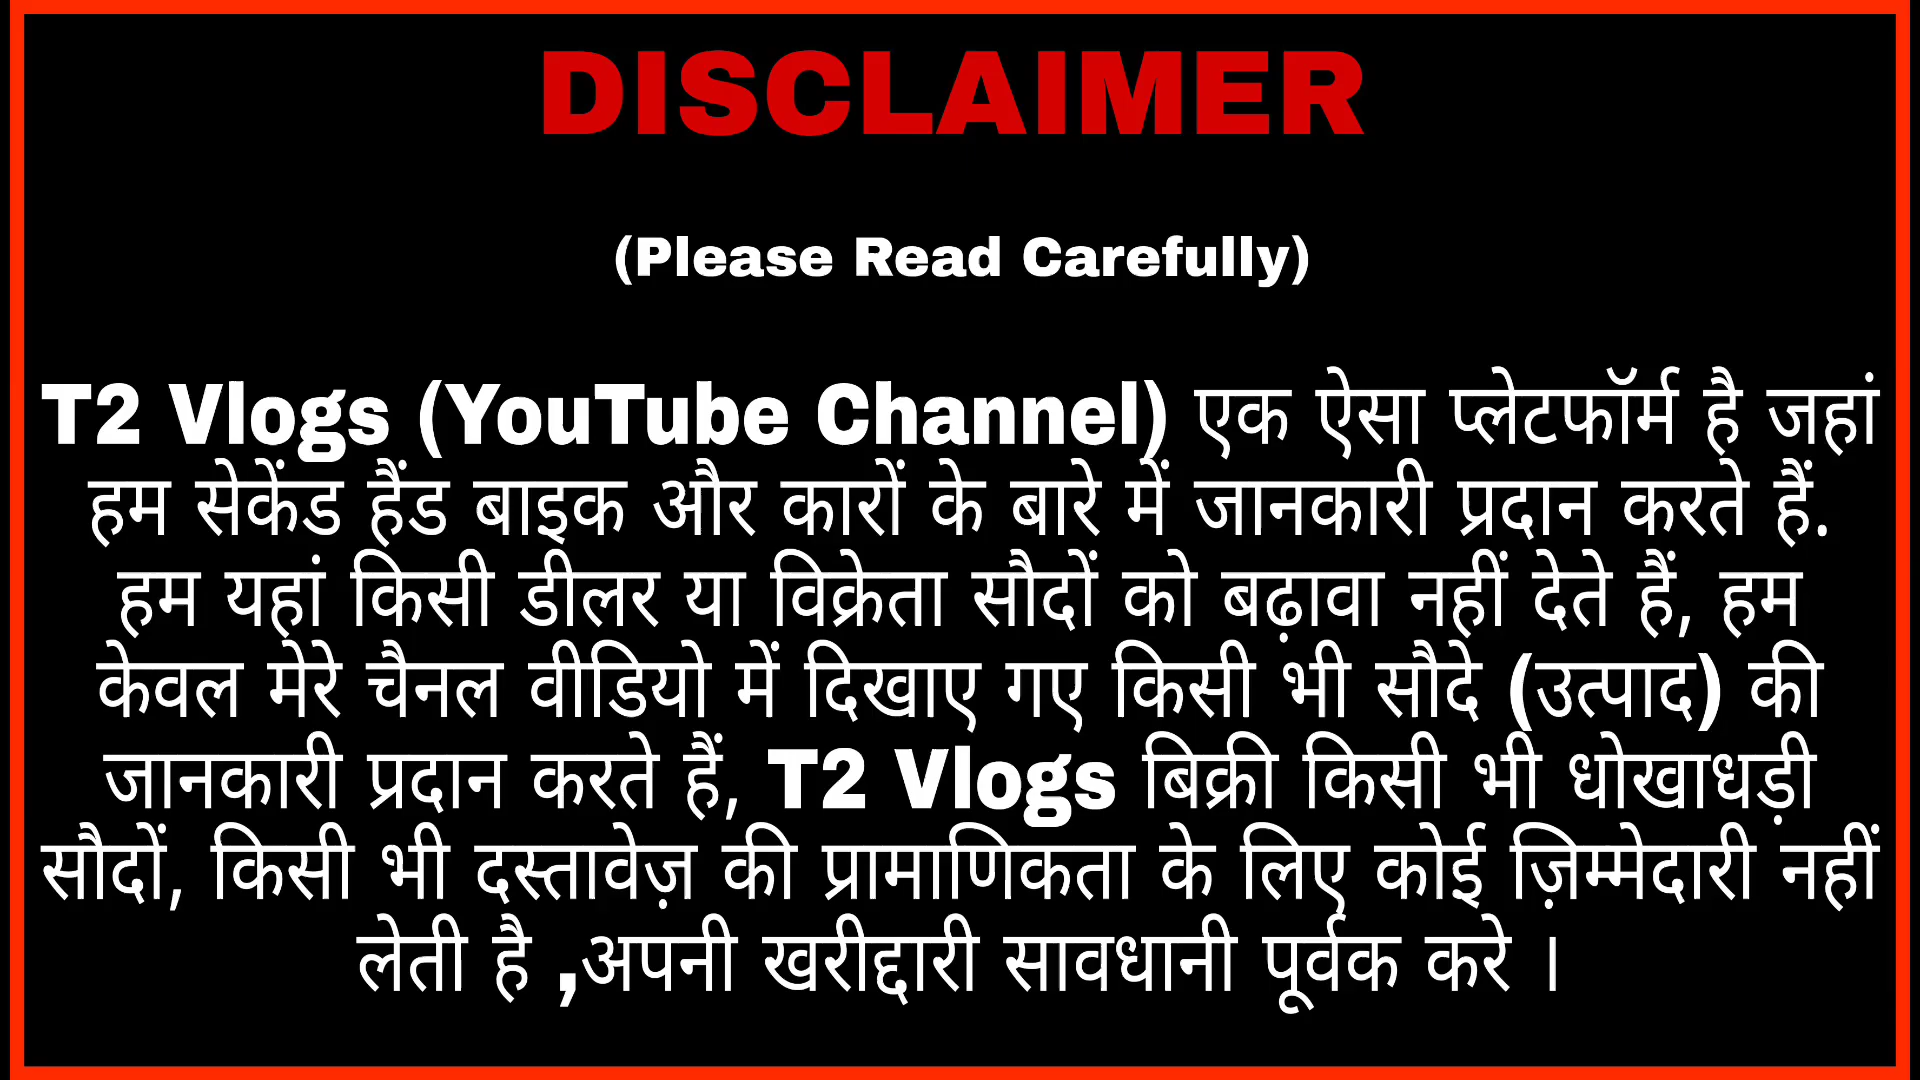 DISCLAIMER
(Please Read Carefully)
T2 Vlogs (YouTube Channel) एक ऐसा प्लेटफॉर्म है जहां
हम सेकेंड हैंड बाइक और कारों के बारे में जानकारी प्रदान करते हैं.
हम यहां किसी डीलर या विक्रेता सौदों को बढ़ावा नहीं देते हैं, हम
केवल मेरे चैनल वीडियो में दिखाए गए किसी भी सौदे (उत्पाद) की
जानकारी प्रदान करते हैं, T2 Vlogs बिक्री किसी भी धोखाधड़ी
सौदों, किसी भी दस्तावेज़ की प्रामाणिकता के लिए कोई ज़िम्मेदारी नहीं
लेती है ,अपनी खरीद्दारी सावधानी पूर्वक करे ।